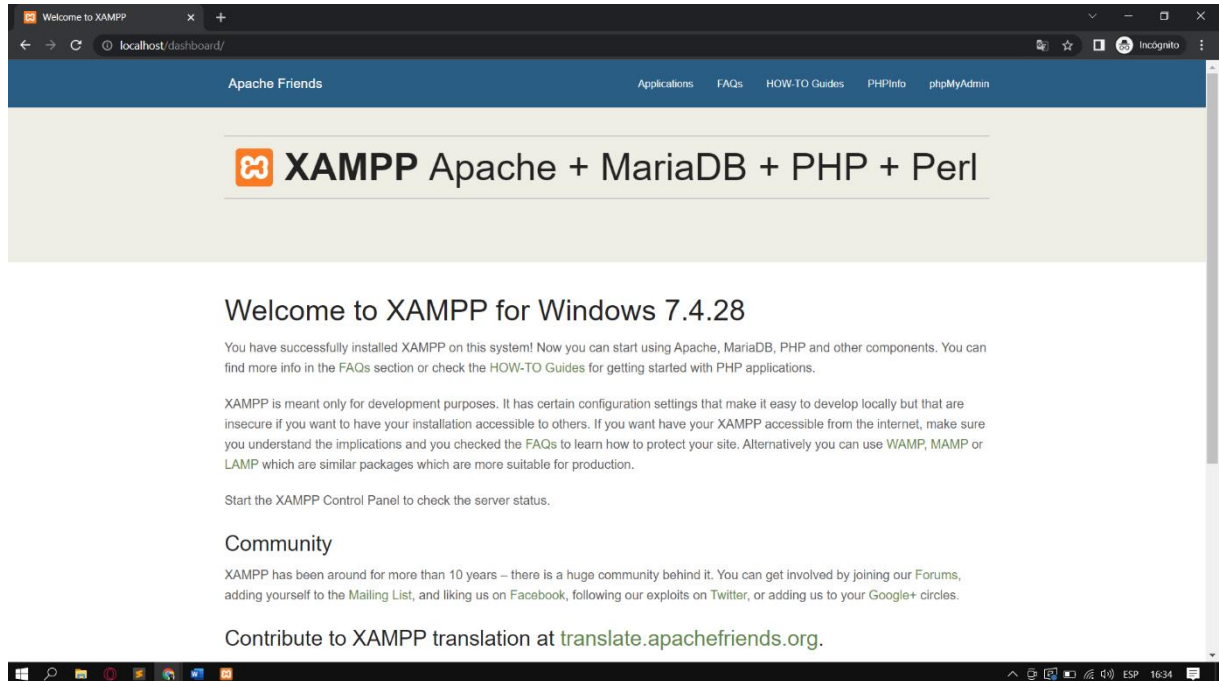 Welcome to XAMPP
localhost/dashboard/
Incógnito
Apache Friends
Applications
FAQs
HOW-TO Guides
PHPInfo
phpMyAdmin
XAMPP Apache + MariaDB + PHP + Perl
Welcome to XAMPP for Windows 7.4.28
You have successfully installed XAMPP on this system! Now you can start using Apache, MariaDB, PHP and other components. You can
find more info in the FAQs section or check the HOW-TO Guides for getting started with PHP applications.
XAMPP is meant only for development purposes. It has certain configuration settings that make it easy to develop locally but that are
insecure if you want to have your installation accessible to others. If you want have your XAMPP accessible from the internet, make sure
you understand the implications and you checked the FAQs to learn how to protect your site. Alternatively you can use WAMP, MAMP or
LAMP which are similar packages which are more suitable for production.
Start the XAMPP Control Panel to check the server status.
Community
XAMPP has been around for more than 10 years – there is a huge community behind it. You can get involved by joining our Forums,
adding yourself to the Mailing List, and liking us on Facebook, following our exploits on Twitter, or adding us to your Google+ circles.
Contribute to XAMPP translation at translate.apachefriends.org.
ESP
16:34